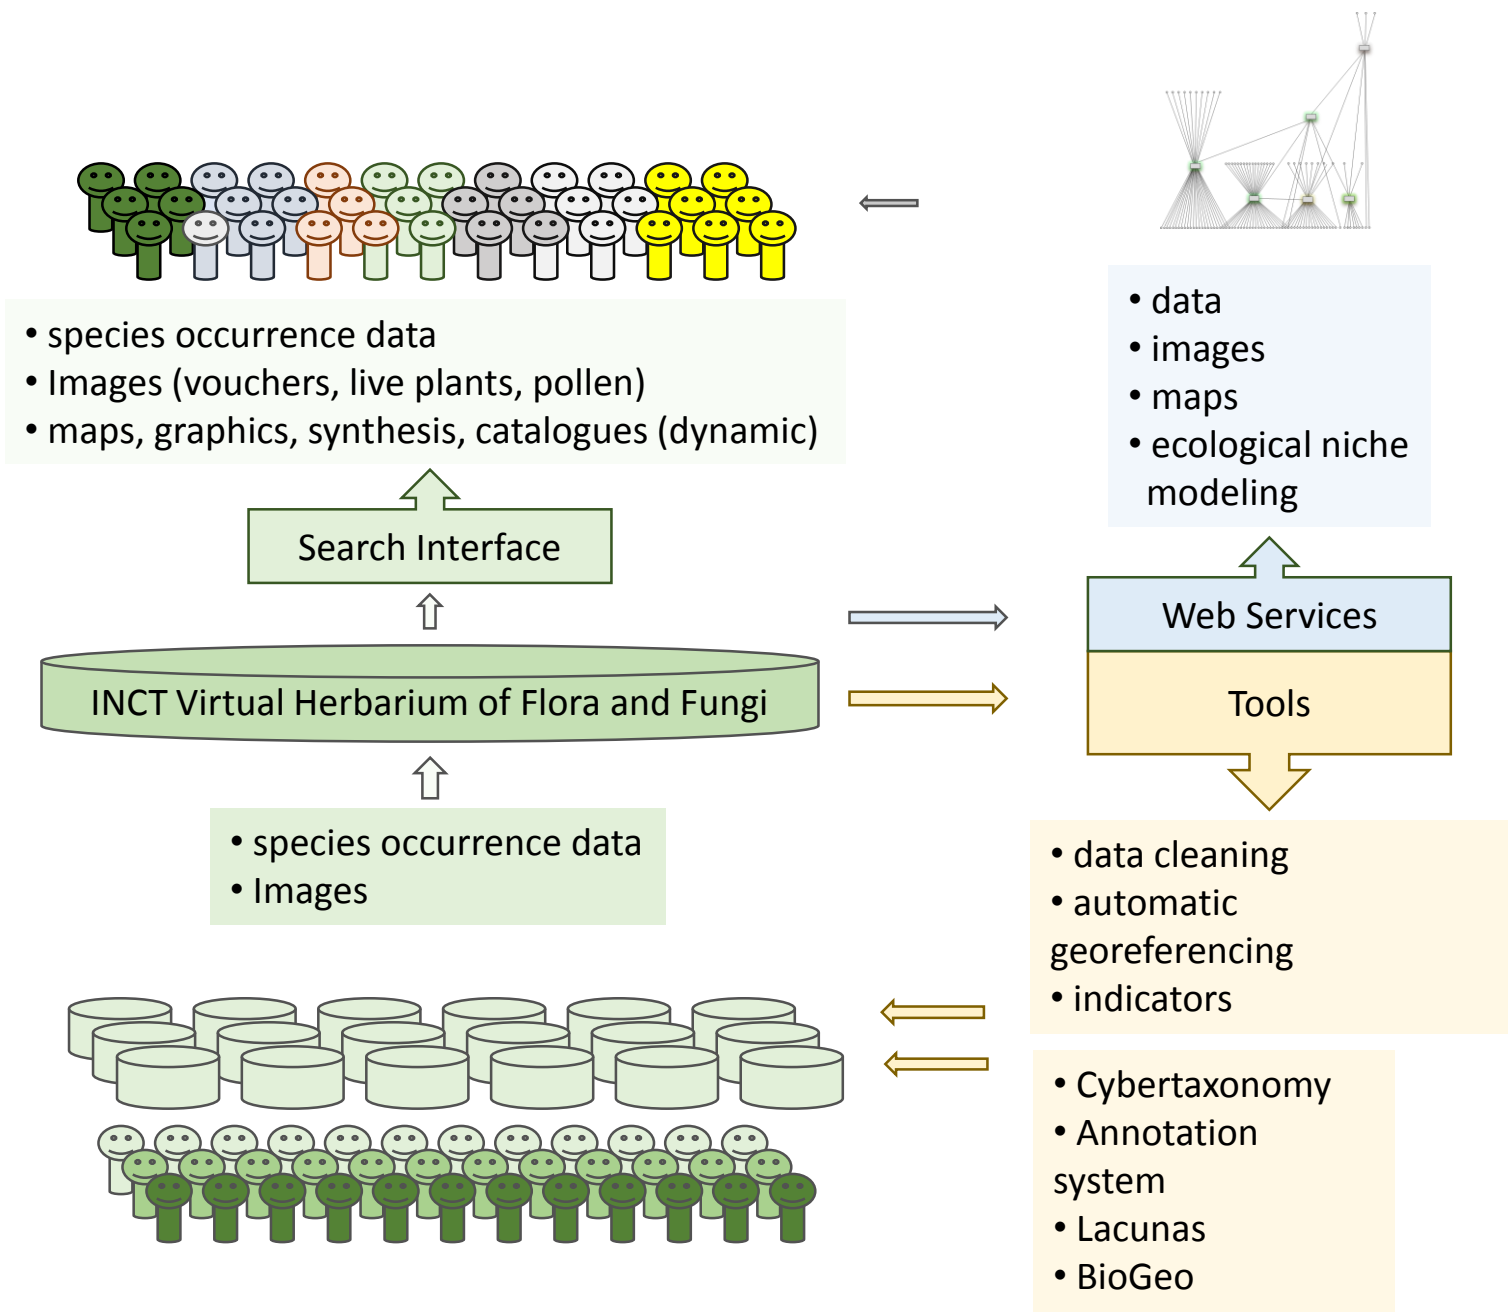 • species occurrence data
• Images (vouchers, live plants, pollen)
• maps, graphics, synthesis, catalogues (dynamic)
Search Interface
INCT Virtual Herbarium of Flora and Fungi
• species occurrence data
• Images
• data
• images
• maps
• ecological niche
modeling
Web Services
Tools
• data cleaning
• automatic
georeferencing
• indicators
• Cybertaxonomy
• Annotation
system
• Lacunas
• BioGeo